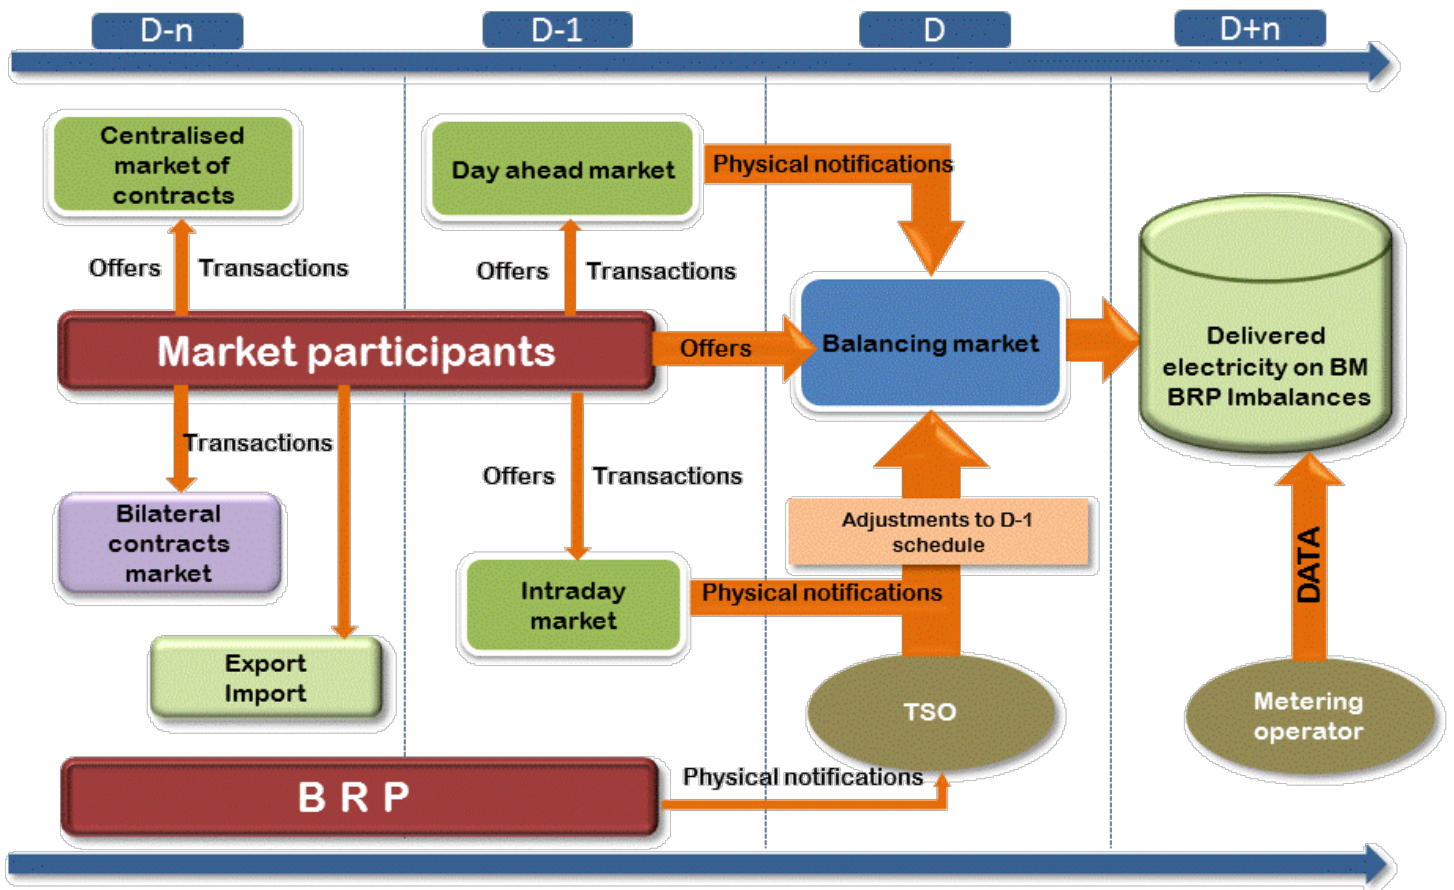 D-n
D-1
D
D+n
Centralised
market of
contracts
Day ahead market
Physical notifications
Offers
Transactions
Offers
Transactions
Market participants
Offers
Balancing market
Delivered
electricity on BM
BRP Imbalances
Transactions
Offers
Transactions
Bilateral
contracts
market
Adjustments to D-1
schedule
DATA
Intraday
market
Physical notifications
Export
Import
TSO
Metering
operator
B R P
Physical notifications